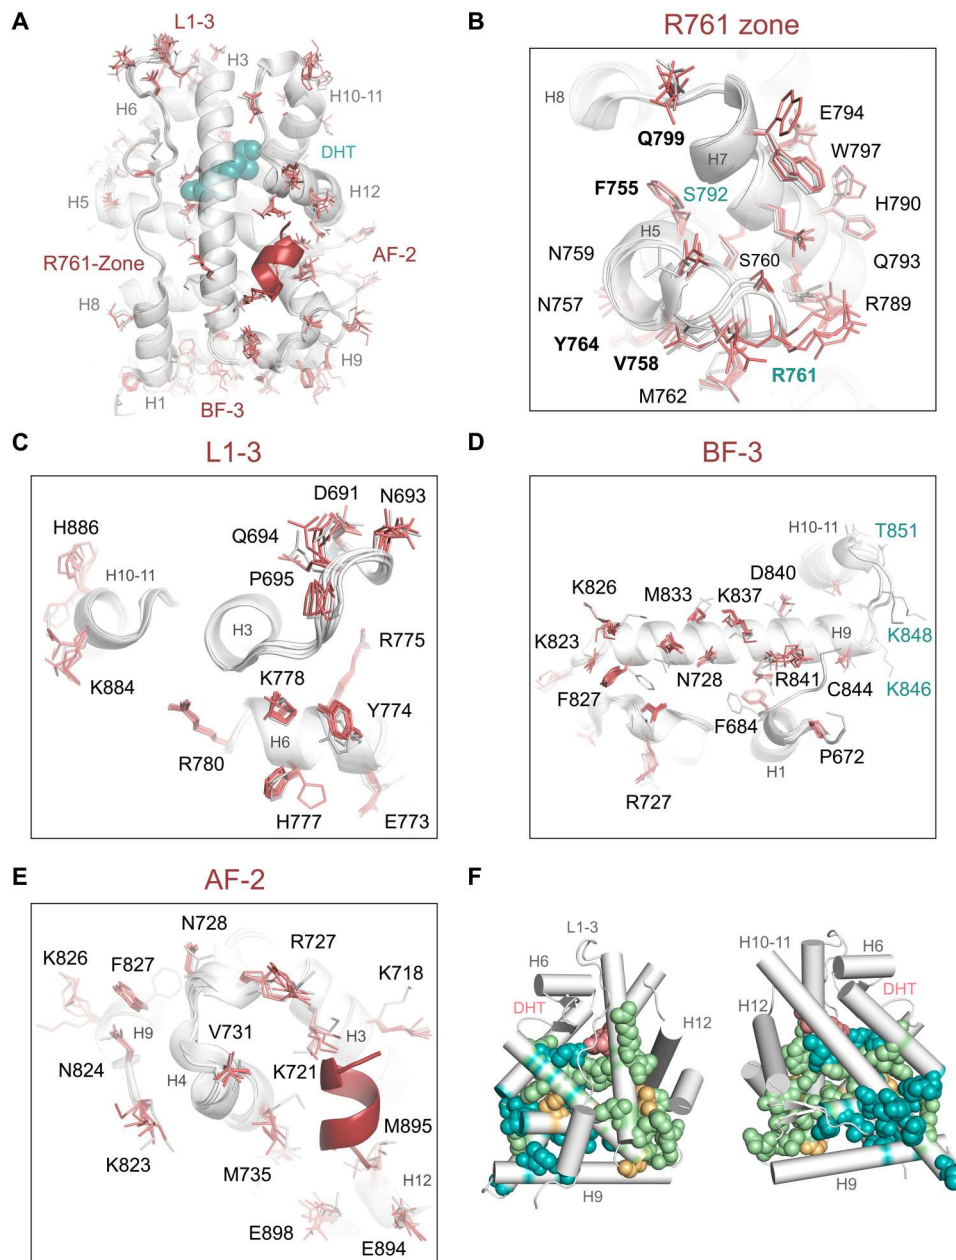 A
L1-3
H3
H6
H10-11
DHT
H5
H12
R761-Zone
AF-2
H8
H9
H1
BF-3
B
R761 zone
H8
E794
Q799
H7
W797
F755
S792
H790
H5
N759
S760
Q793
N757
R789
Y764
V758
R761
M762
C
L1-3
D691
N693
H886
Q694
H10-11
P695
H3
R775
K884
K778
Y774
H6
R780
H777
E773
D
BF-3
H10-11
T851
D840
K826
M833
K837
K823
H9
K848
N728
R841
K846
F827
C844
F684
P672
H1
R727
E
AF-2
N728
R727
K826
F827
K718
V731
H9
H3
N824
K721
H4
M895
K823
M735
H12
E898
E894
F
L1-3
H10-11
H6
H6
DHT
H12
H12
DHT
H9
H9